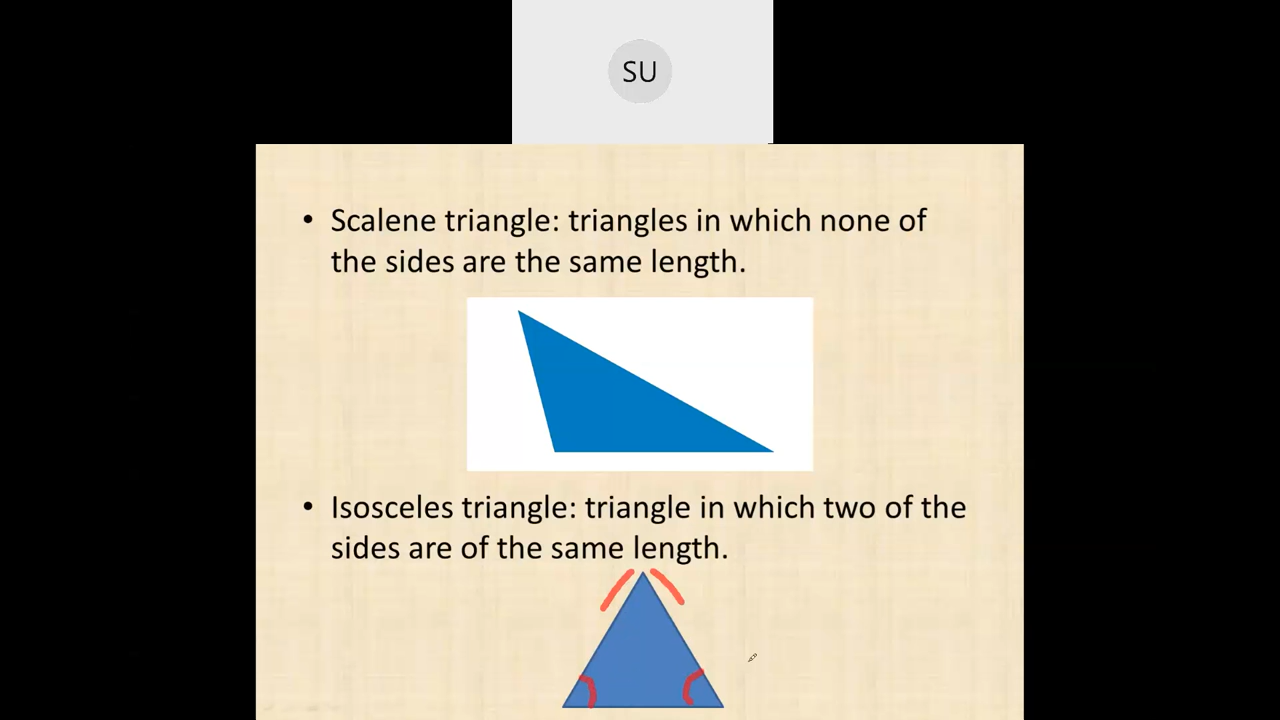 SU
• Scalene triangle: triangles in which none of
the sides are the same length.
• Isosceles triangle: triangle in which two of the
sides are of the same length.